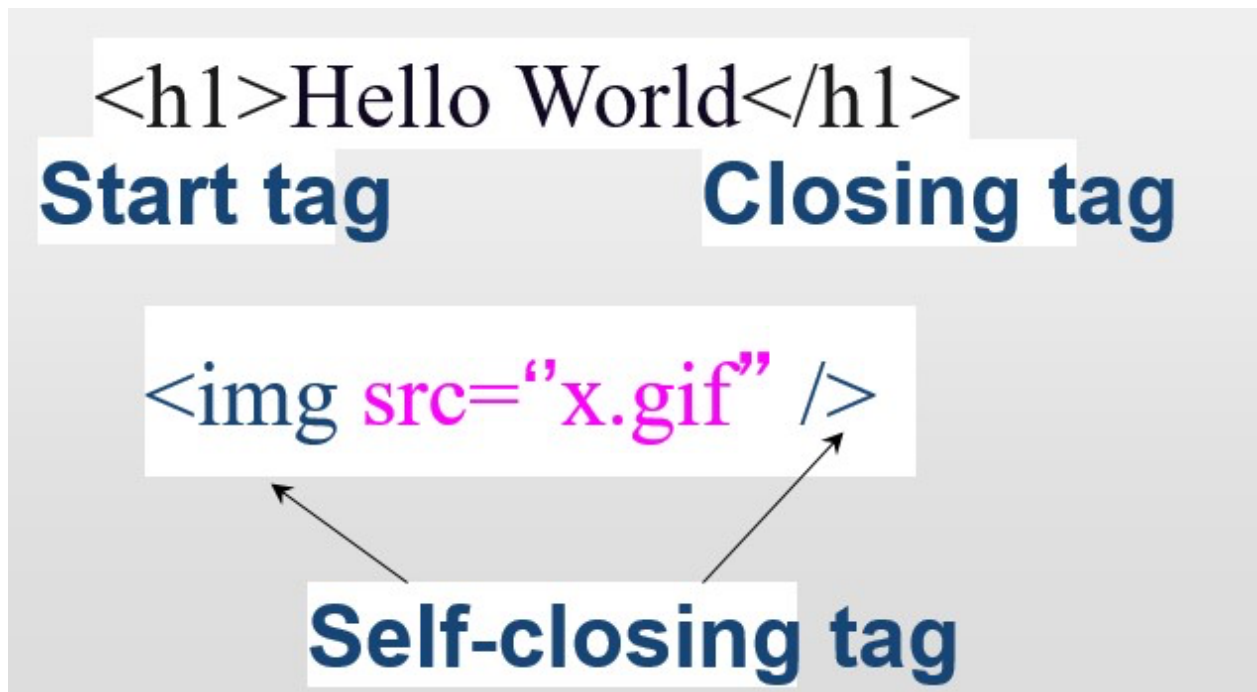 <h1>Hello World</h1>
Start tag Closing tag
<img src=‘’x.gif” />
Self-closing tag